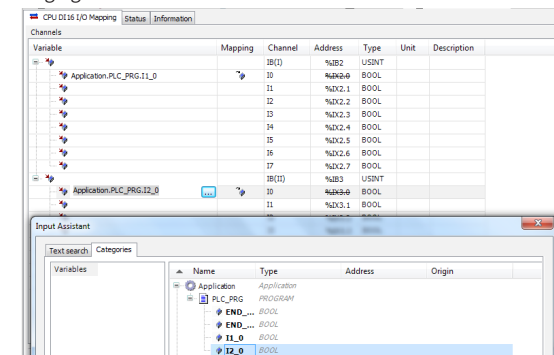 CPU DI16 I/O Mapping Status Information
Channels
Variable Mapping Channel Address Type Unit Description
IB(I) %IB2 USINT
Application.PLC_PRG.I1_0 I0 %IX2.0 BOOL
I1 %IX2.1 BOOL
I2 %IX2.2 BOOL
I3 %IX2.3 BOOL
I4 %IX2.4 BOOL
I5 %IX2.5 BOOL
I6 %IX2.6 BOOL
I7 %IX2.7 BOOL
IB(II) %IB3 USINT
Application.PLC_PRG.I2_0 ... I0 %IX3.0 BOOL
I1 %IX3.1 BOOL
Input Assistant
Text search Categories
Variables Name Type Address Origin
Application Application
PLC_PRG PROGRAM
END_... BOOL
END_... BOOL
I1_0 BOOL
I2_0 BOOL